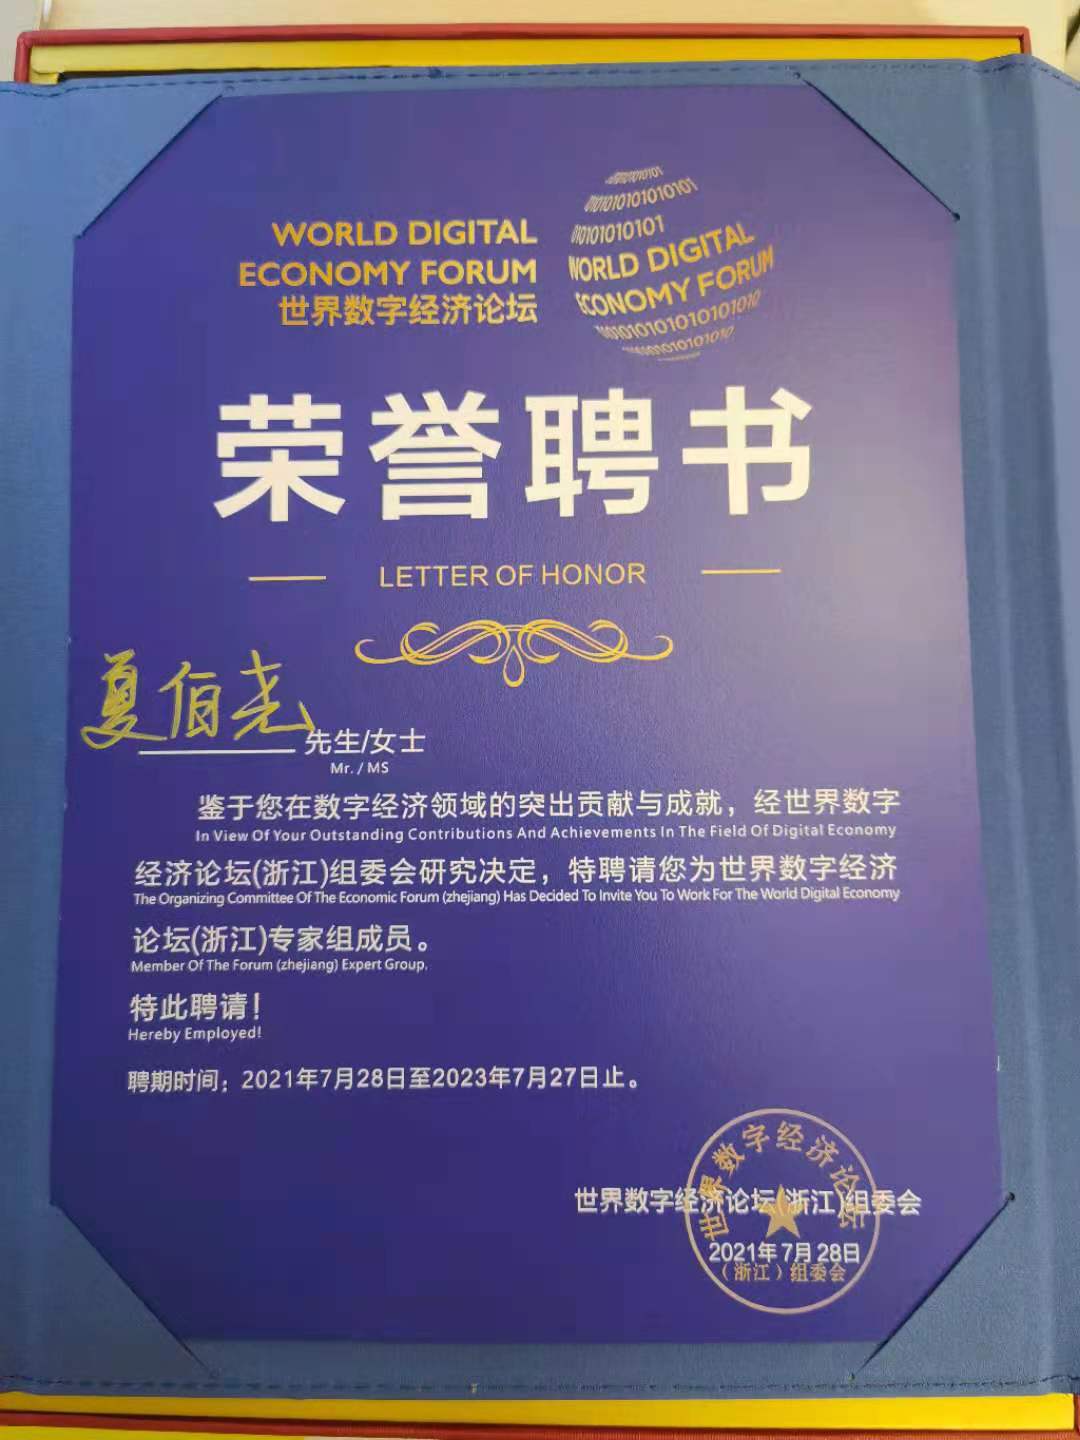 WORLD DIGITAL
ECONOMY FORUM
世界数字经济论坛
01010101
010101010101010101
010101010101
WORLD DIGITAL
ECONOMY FORUM
荣誉聘书
LETTER OF HONOR
夏伯尧 先生/女士
Mr. / MS
鉴于您在数字经济领域的突出贡献与成就，经世界数字
In View Of Your Outstanding Contributions And Achievements In The Field Of Digital Economy
经济论坛(浙江)组委会研究决定，特聘请您为世界数字经济
The Organizing Committee Of The Economic Forum (zhejiang) Has Decided To Invite You To Work For The World Digital Economy
论坛(浙江)专家组成员。
Member Of The Forum (zhejiang) Expert Group.
特此聘请！
Hereby Employed!
聘期时间：2021年7月28日至2023年7月27日止。
世界数字经济论坛(浙江)组委会
2021年7月28日
世界数字经济论坛
（浙江）组委会